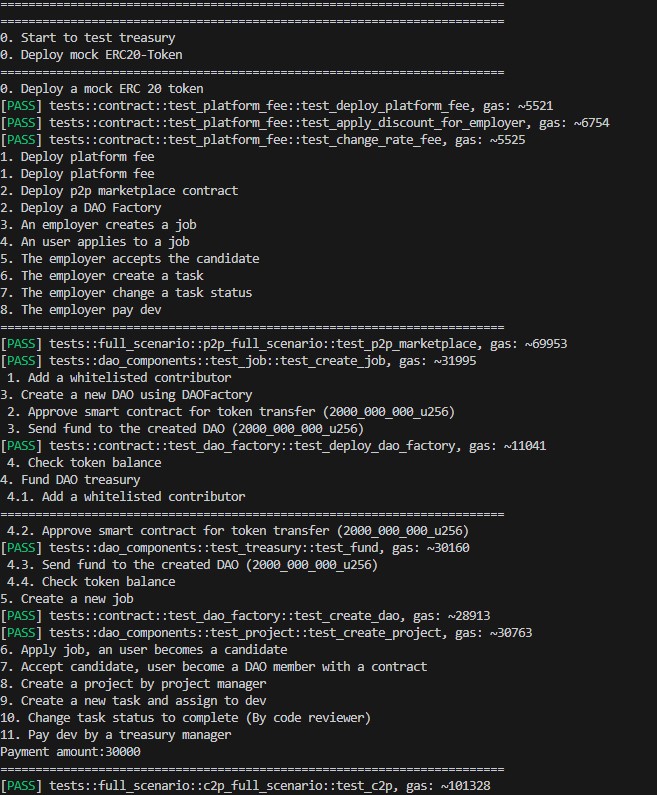 ================================================================================
================================================================================
0. Start to test treasury
0. Deploy mock ERC20-Token
================================================================================
0. Deploy a mock ERC 20 token
[PASS] tests::contract::test_platform_fee::test_deploy_platform_fee, gas: ~5521
[PASS] tests::contract::test_platform_fee::test_apply_discount_for_employer, gas: ~6754
[PASS] tests::contract::test_platform_fee::test_change_rate_fee, gas: ~5525
1. Deploy platform fee
1. Deploy platform fee
2. Deploy p2p marketplace contract
2. Deploy a DAO Factory
3. An employer creates a job
4. An user applies to a job
5. The employer accepts the candidate
6. The employer create a task
7. The employer change a task status
8. The employer pay dev
================================================================================
[PASS] tests::full_scenario::p2p_full_scenario::test_p2p_marketplace, gas: ~69953
[PASS] tests::dao_components::test_job::test_create_job, gas: ~31995
 1. Add a whitelisted contributor
3. Create a new DAO using DAOFactory
 2. Approve smart contract for token transfer (2000_000_000_u256)
 3. Send fund to the created DAO (2000_000_000_u256)
[PASS] tests::contract::test_dao_factory::test_deploy_dao_factory, gas: ~11041
 4. Check token balance
4. Fund DAO treasury
 4.1. Add a whitelisted contributor
================================================================================
 4.2. Approve smart contract for token transfer (2000_000_000_u256)
[PASS] tests::dao_components::test_treasury::test_fund, gas: ~30160
 4.3. Send fund to the created DAO (2000_000_000_u256)
 4.4. Check token balance
5. Create a new job
[PASS] tests::contract::test_dao_factory::test_create_dao, gas: ~28913
[PASS] tests::dao_components::test_project::test_create_project, gas: ~30763
6. Apply job, an user becomes a candidate
7. Accept candidate, user become a DAO member with a contract
8. Create a project by project manager
9. Create a new task and assign to dev
10. Change task status to complete (By code reviewer)
11. Pay dev by a treasury manager
Payment amount:30000
================================================================================
[PASS] tests::full_scenario::c2p_full_scenario::test_c2p, gas: ~101328